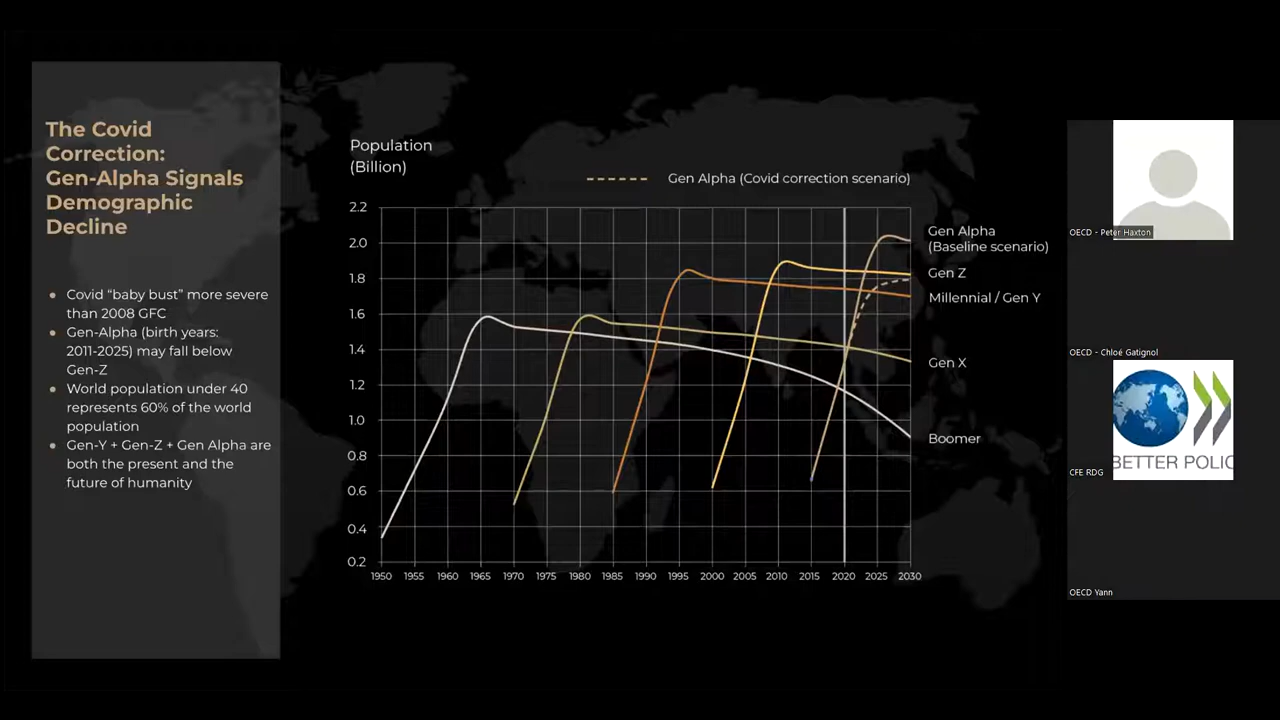 The Covid
Correction:
Gen-Alpha Signals
Demographic
Decline
Covid “baby bust” more severe
than 2008 GFC
Gen-Alpha (birth years:
2011-2025) may fall below
Gen-Z
World population under 40
represents 60% of the world
population
Gen-Y + Gen-Z + Gen Alpha are
both the present and the
future of humanity
Population
(Billion)
Gen Alpha (Covid correction scenario)
2.2
2.0
1.8
1.6
1.4
1.2
1.0
0.8
0.6
0.4
0.2
1950 1955 1960 1965 1970 1975 1980 1985 1990 1995 2000 2005 2010 2015 2020 2025 2030
Gen Alpha
(Baseline scenario)
Gen Z
Millennial / Gen Y
Gen X
Boomer
OECD - Peter Haxton
OECD - Chloé Gatignol
BETTER POLIC
CFE RDG
OECD Yann